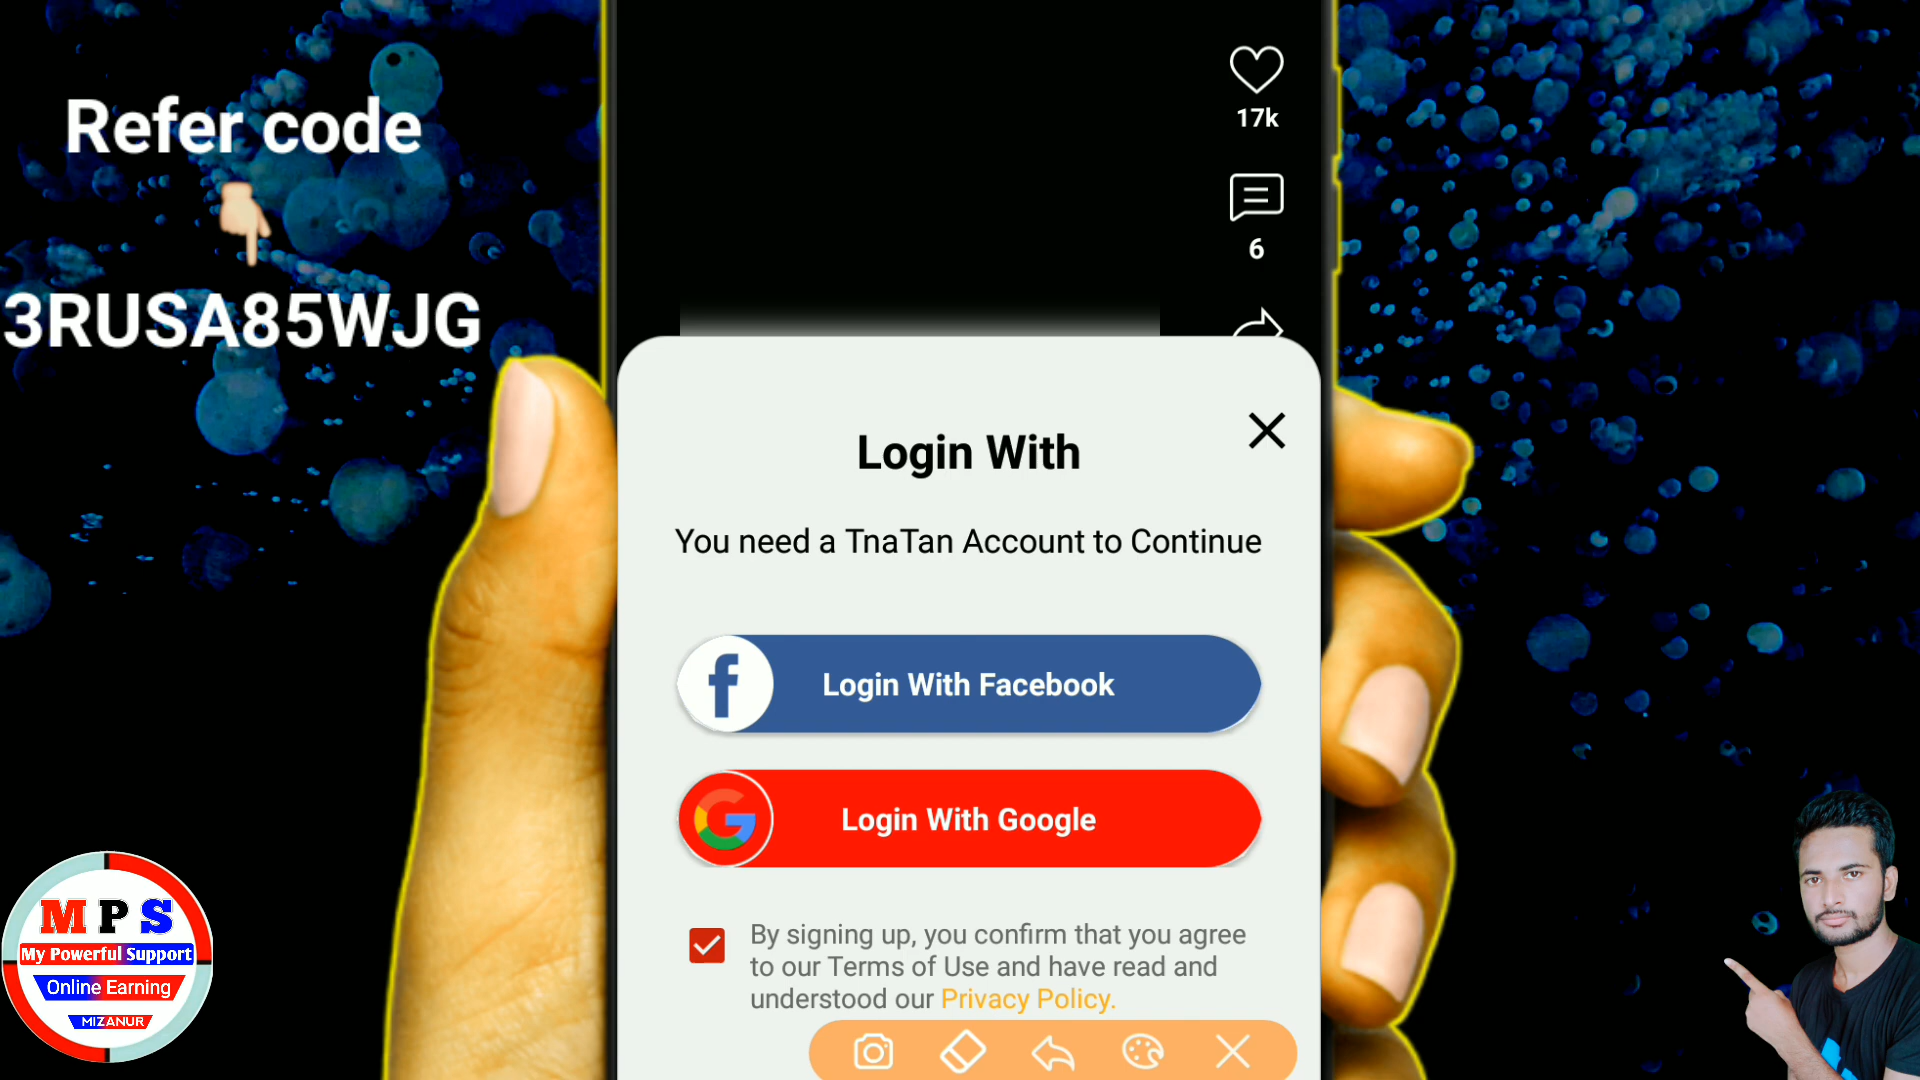 Refer code
3RUSA85WJG
17k
6
Login With
You need a TnaTan Account to Continue
f
Login With Facebook
G
Login With Google
By signing up, you confirm that you agree
to our Terms of Use and have read and
understood our Privacy Policy.
M P S
My Powerful Support
Online Earning
MIZANUR